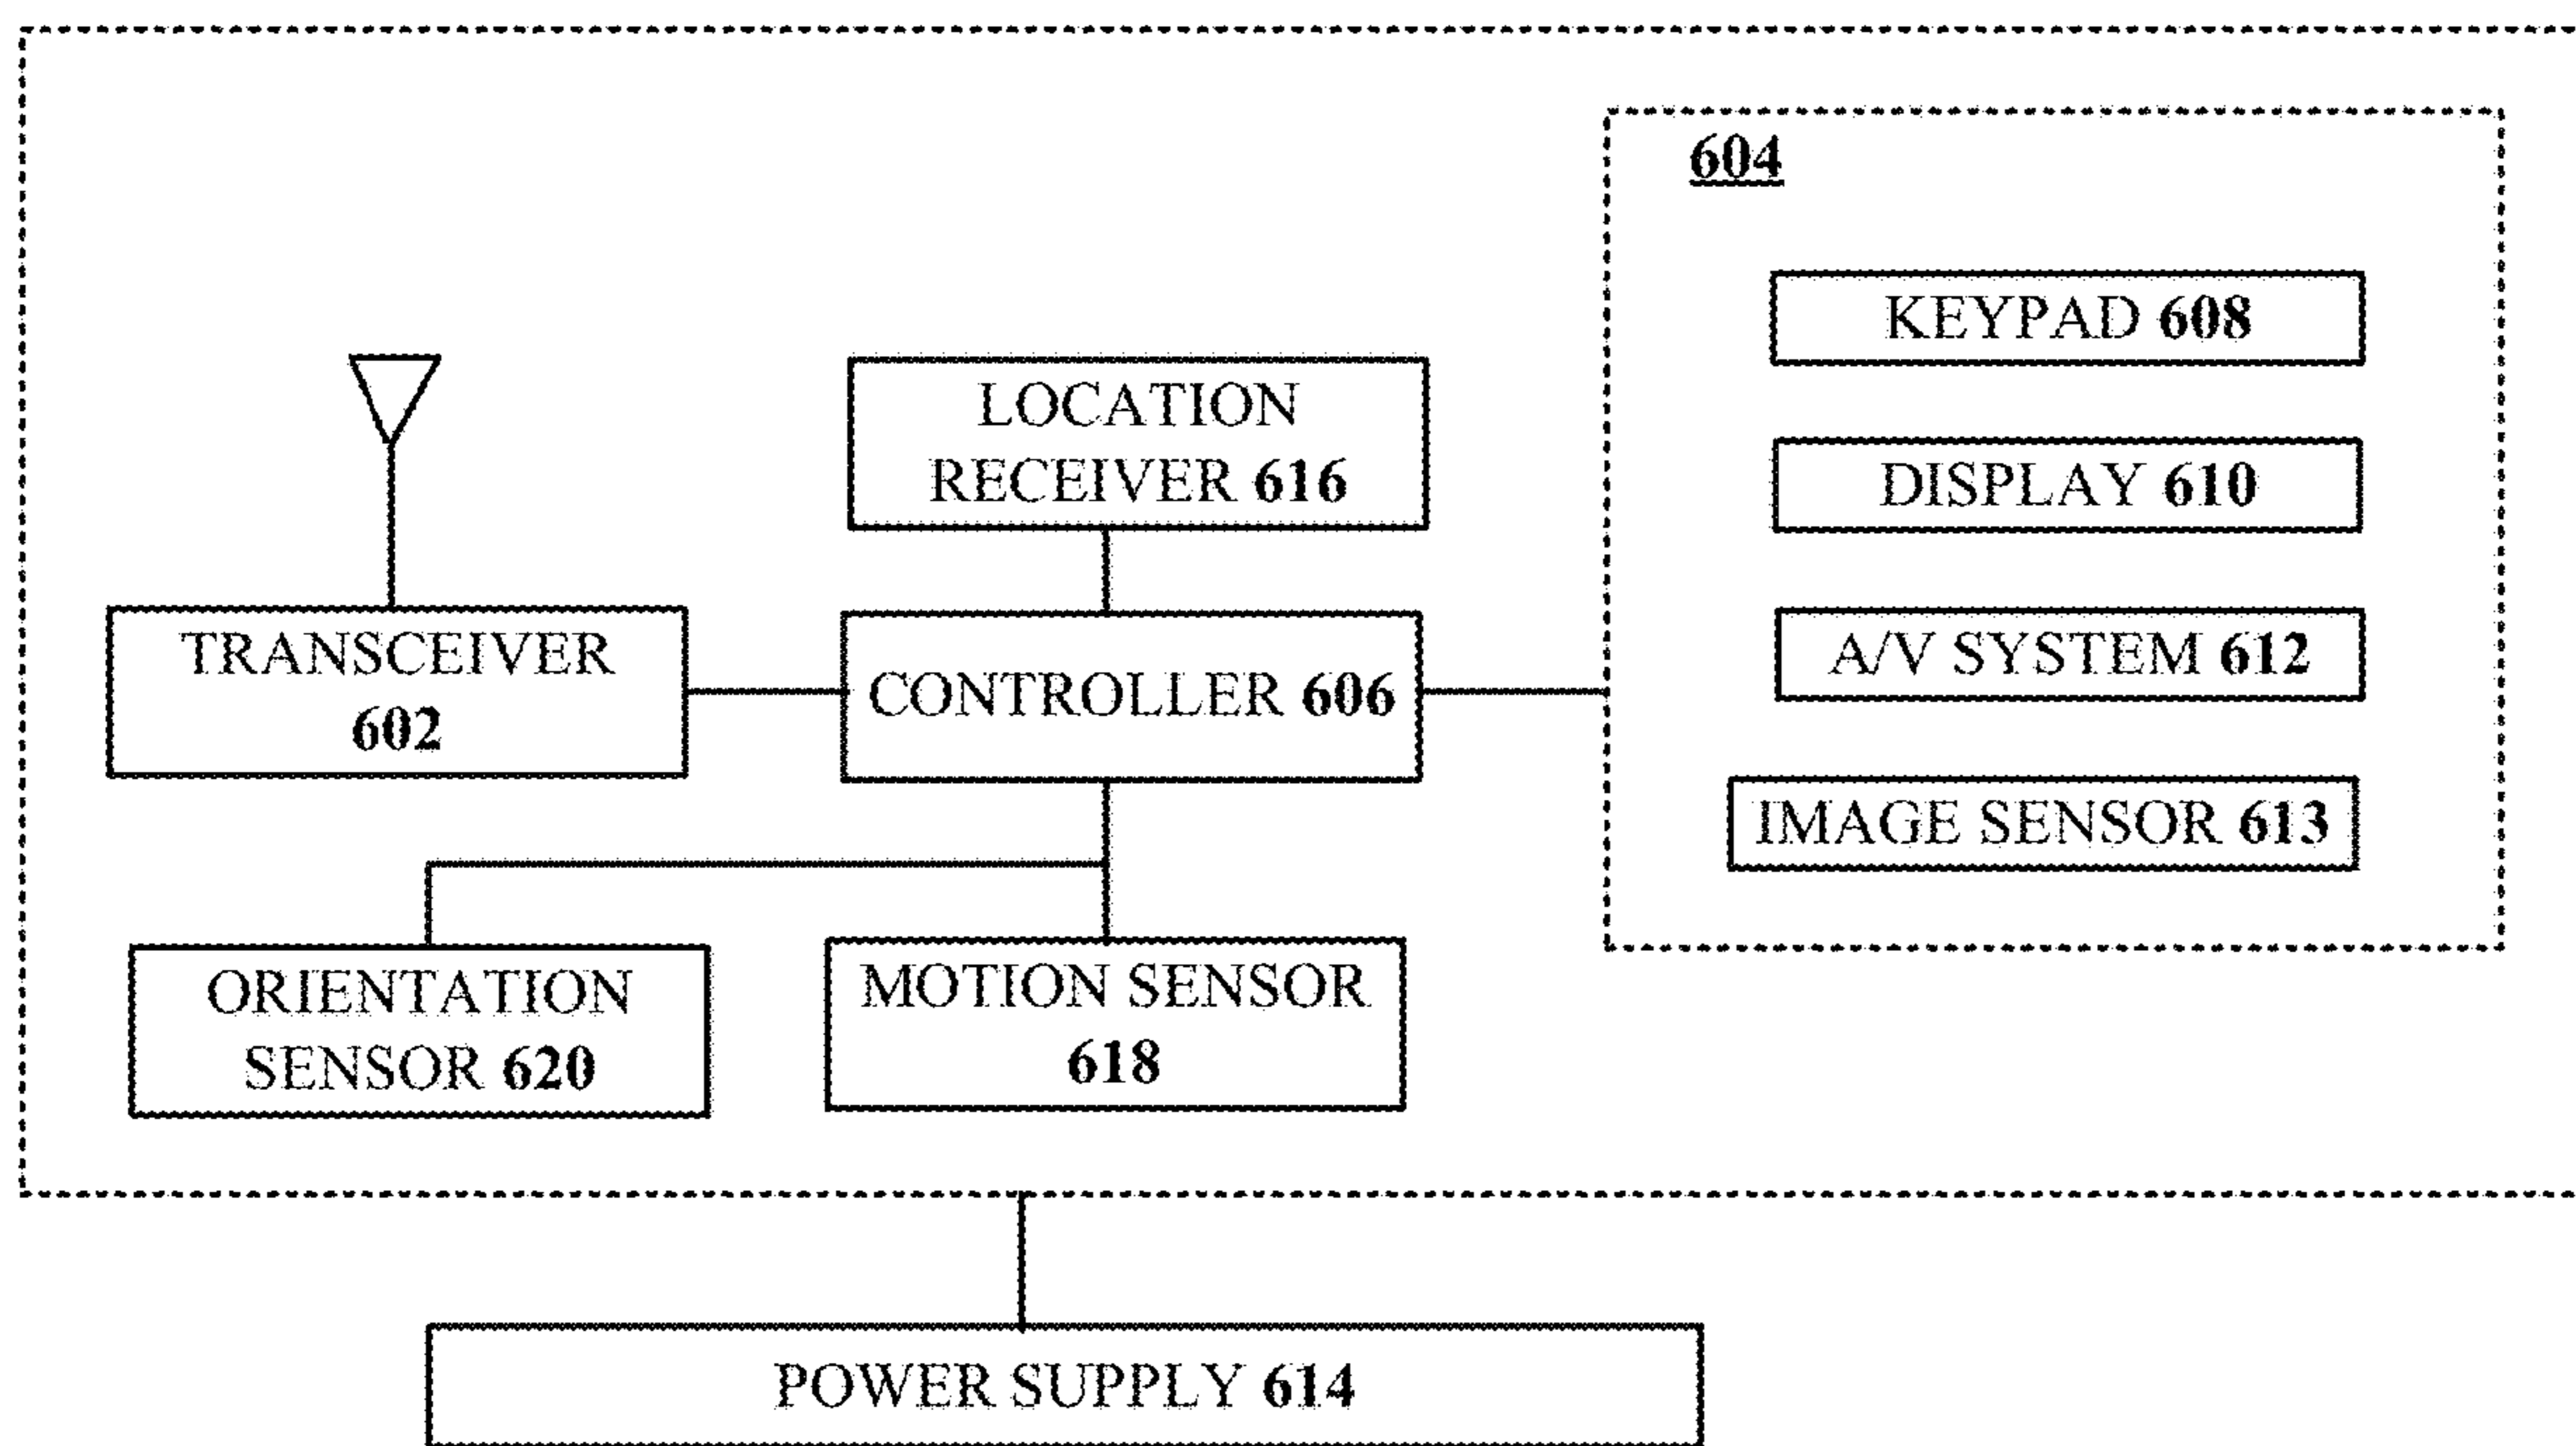 604
KEYPAD 608
DISPLAY 610
A/V SYSTEM 612
IMAGE SENSOR 613
LOCATION
RECEIVER 616
TRANSCEIVER
602
CONTROLLER 606
ORIENTATION
SENSOR 620
MOTION SENSOR
618
POWER SUPPLY 614